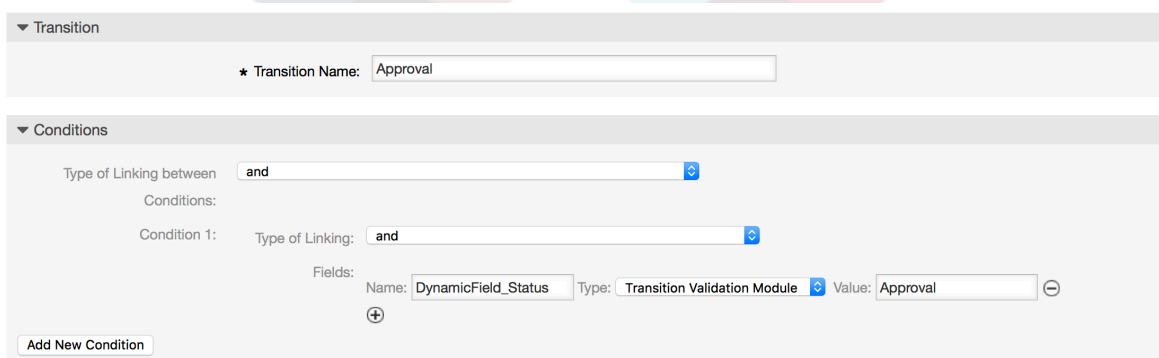 Transition
* Transition Name: Approval
Conditions
Type of Linking between and
Conditions:
Condition 1: Type of Linking: and
Fields:
Name: DynamicField_Status Type: Transition Validation Module Value: Approval
Add New Condition